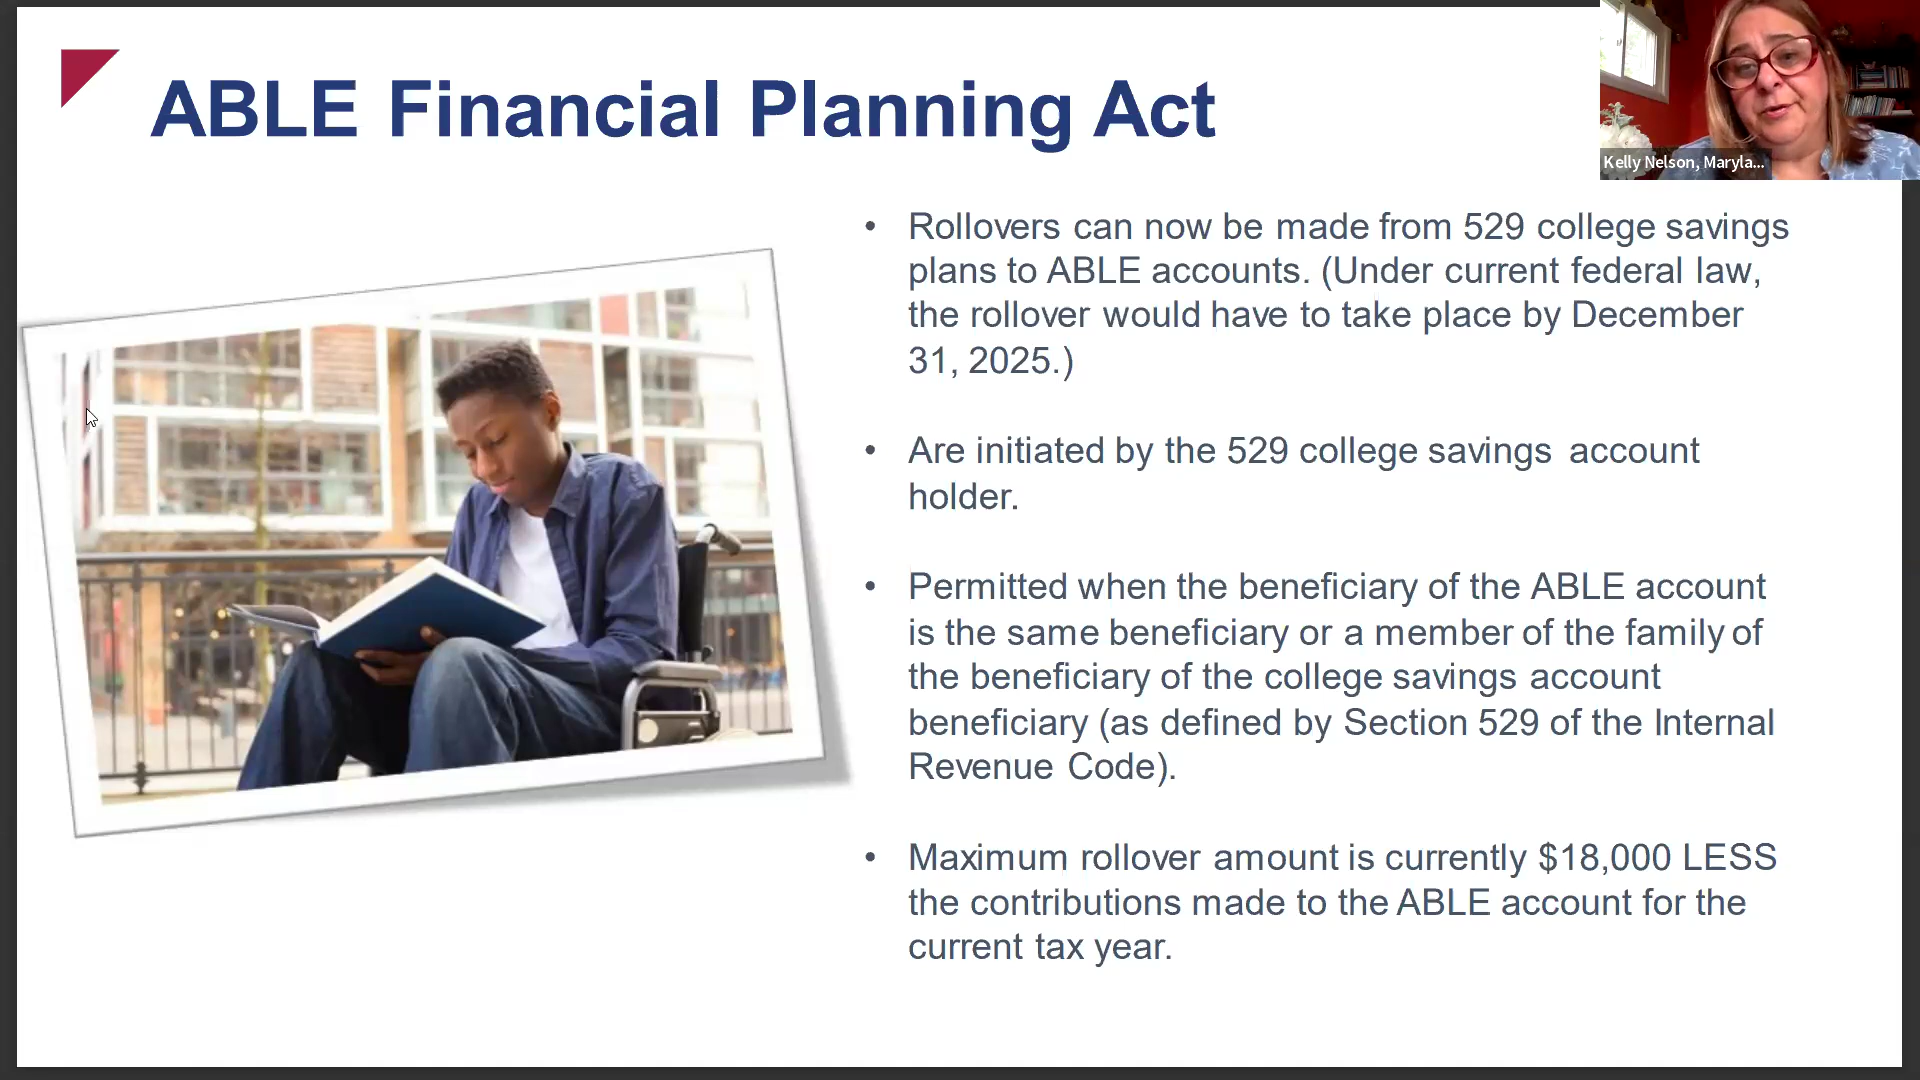 ABLE Financial Planning Act
Kelly Nelson, Maryla...
• Rollovers can now be made from 529 college savings
plans to ABLE accounts. (Under current federal law,
the rollover would have to take place by December
31, 2025.)
• Are initiated by the 529 college savings account
holder.
• Permitted when the beneficiary of the ABLE account
is the same beneficiary or a member of the family of
the beneficiary of the college savings account
beneficiary (as defined by Section 529 of the Internal
Revenue Code).
• Maximum rollover amount is currently $18,000 LESS
the contributions made to the ABLE account for the
current tax year.